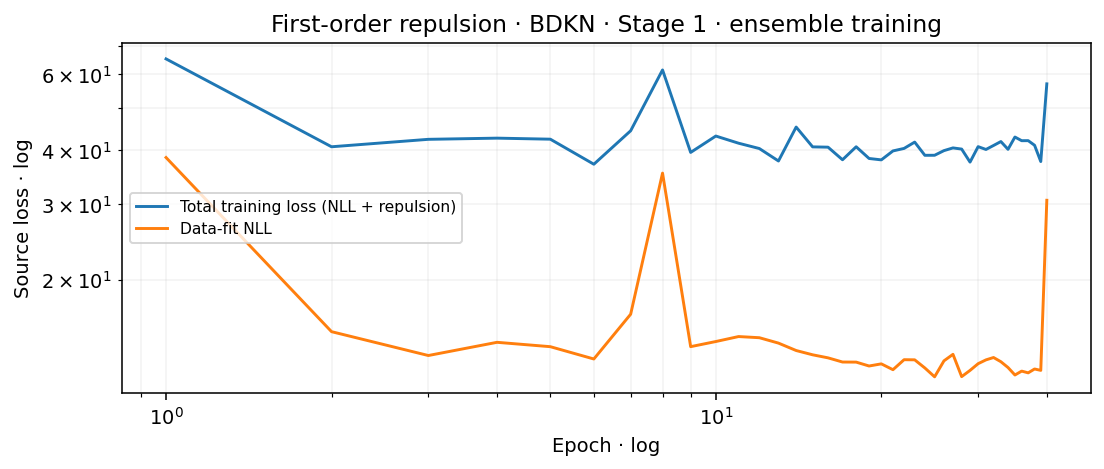 First-order repulsion · BDKN · Stage 1 · ensemble training
Source loss · log
6 × 10¹
4 × 10¹
3 × 10¹
2 × 10¹
Total training loss (NLL + repulsion)
Data-fit NLL
10⁰
10¹
Epoch · log